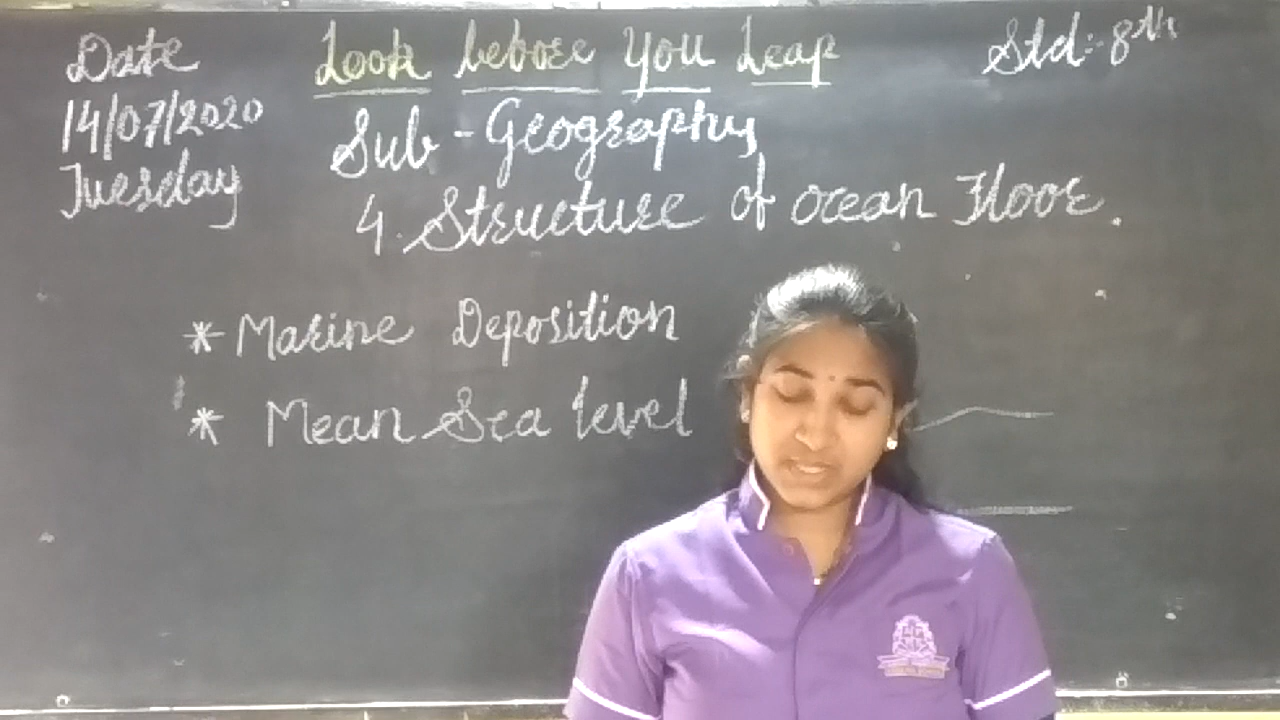 Date
14/07/2020
Tuesday
Look before You Leap
Std:-8th
Sub-Geography
4. Structure of ocean Floor.
* Marine Deposition
* Mean Sea level